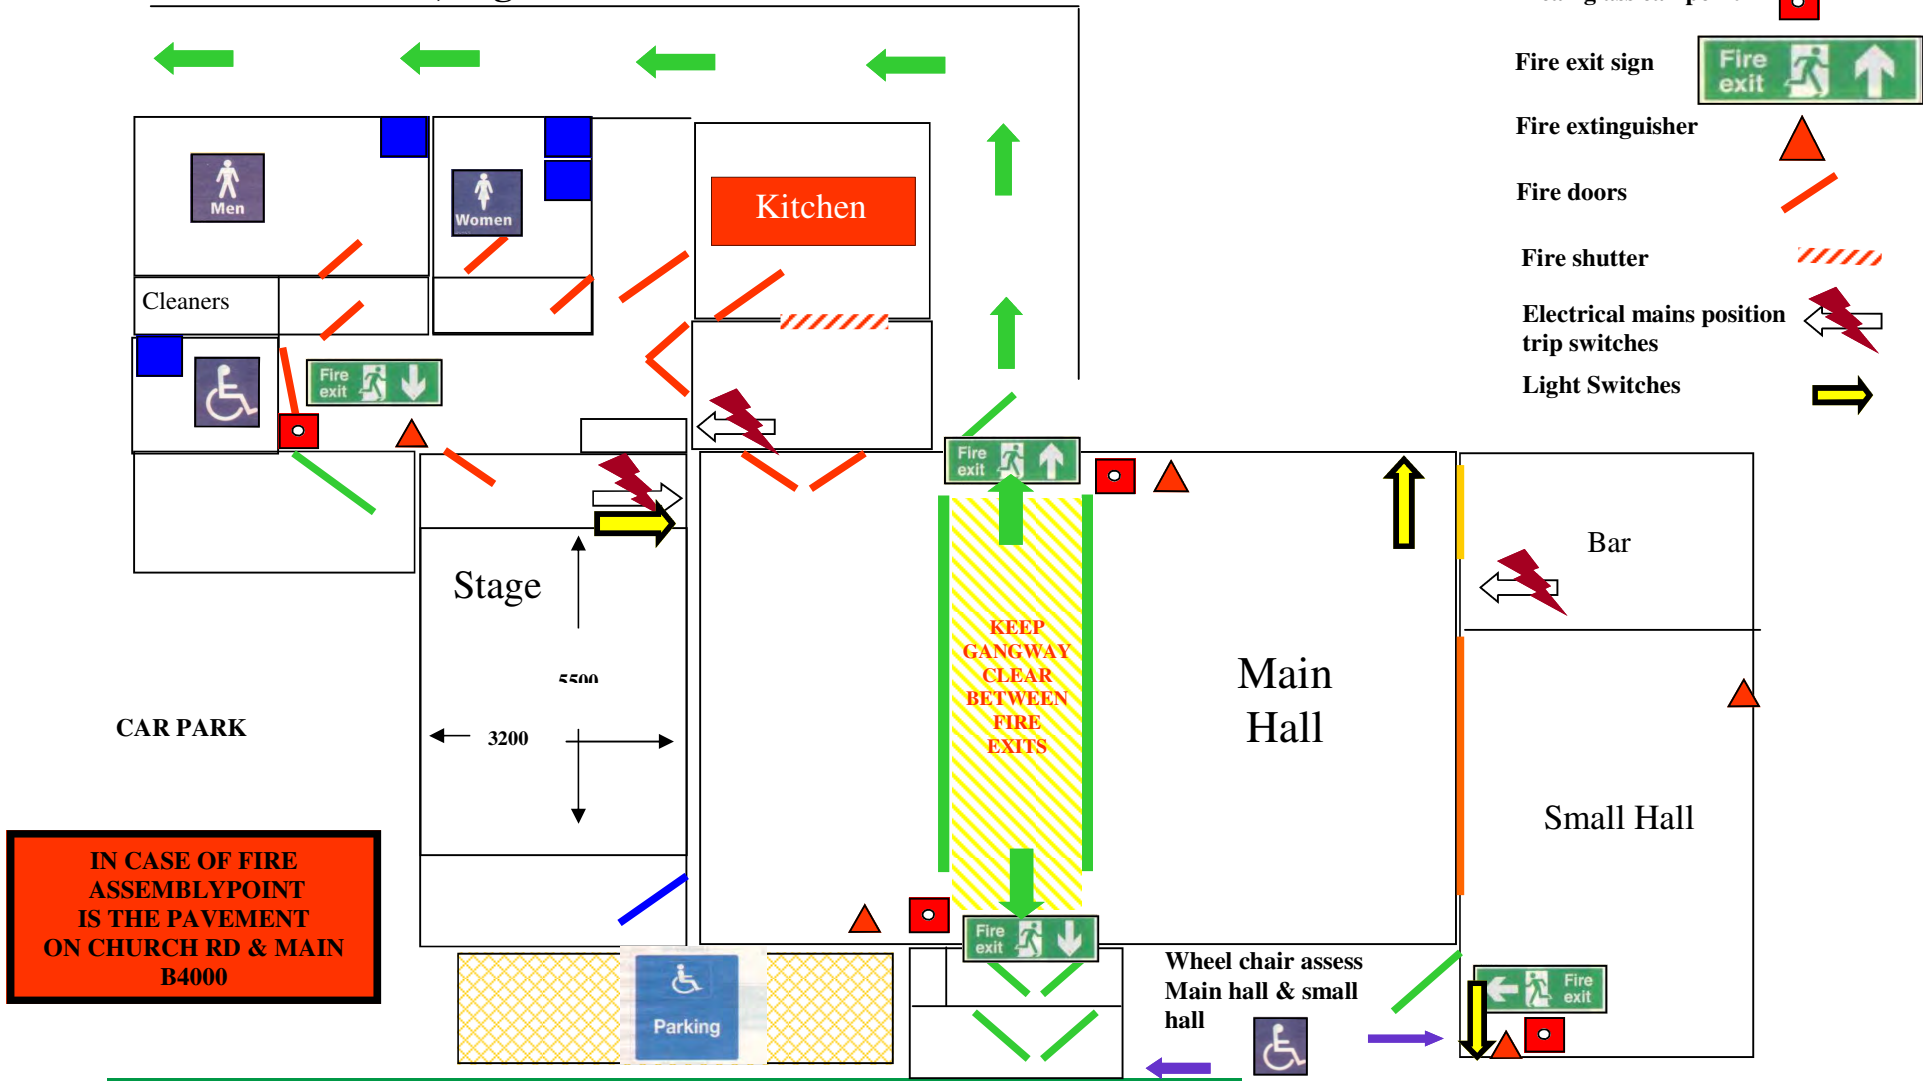 Fire exit sign
Fire
exit
Fire extinguisher
Fire doors
Fire shutter
Electrical mains position
trip switches
Light Switches
Men
Women
Kitchen
Cleaners
Fire
exit
Fire
exit
Bar
Stage
5500
3200
KEEP
GANGWAY
CLEAR
BETWEEN
FIRE
EXITS
Main
Hall
Small Hall
CAR PARK
IN CASE OF FIRE
ASSEMBLYPOINT
IS THE PAVEMENT
ON CHURCH RD & MAIN
B4000
Parking
Fire
exit
Wheel chair assess
Main hall & small
hall
Fire
exit